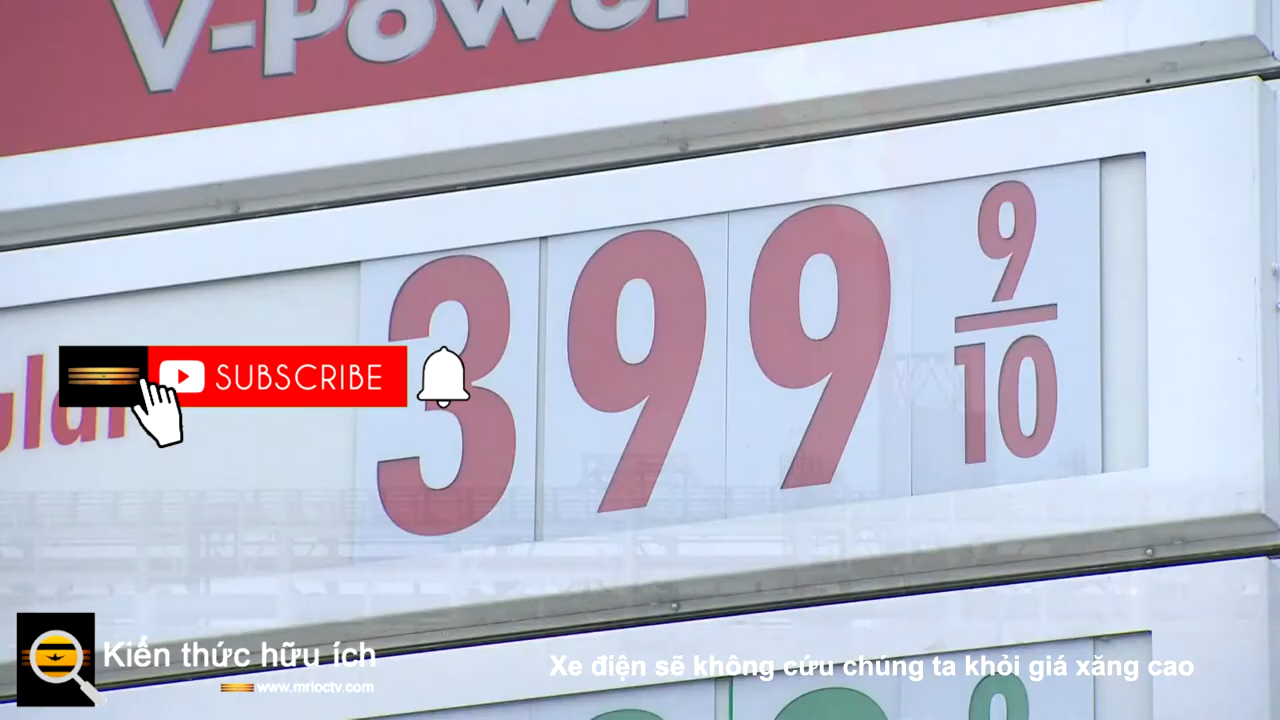 V-Power
399 9/10
SUBSCRIBE
Kiến thức hữu ích
www.mrloctv.com
Xe điện sẽ không cứu chúng ta khỏi giá xăng cao